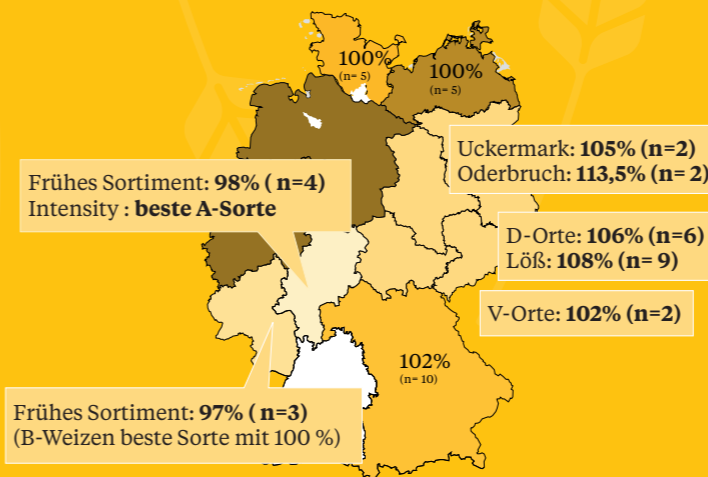 100%
(n= 5)
100%
(n= 5)
Uckermark: 105% (n=2)
Oderbruch: 113,5% (n= 2)
Frühes Sortiment: 98% ( n=4)
Intensity : beste A-Sorte
D-Orte: 106% (n=6)
Löß: 108% (n= 9)
V-Orte: 102% (n=2)
102%
(n= 10)
Frühes Sortiment: 97% ( n=3)
(B-Weizen beste Sorte mit 100 %)